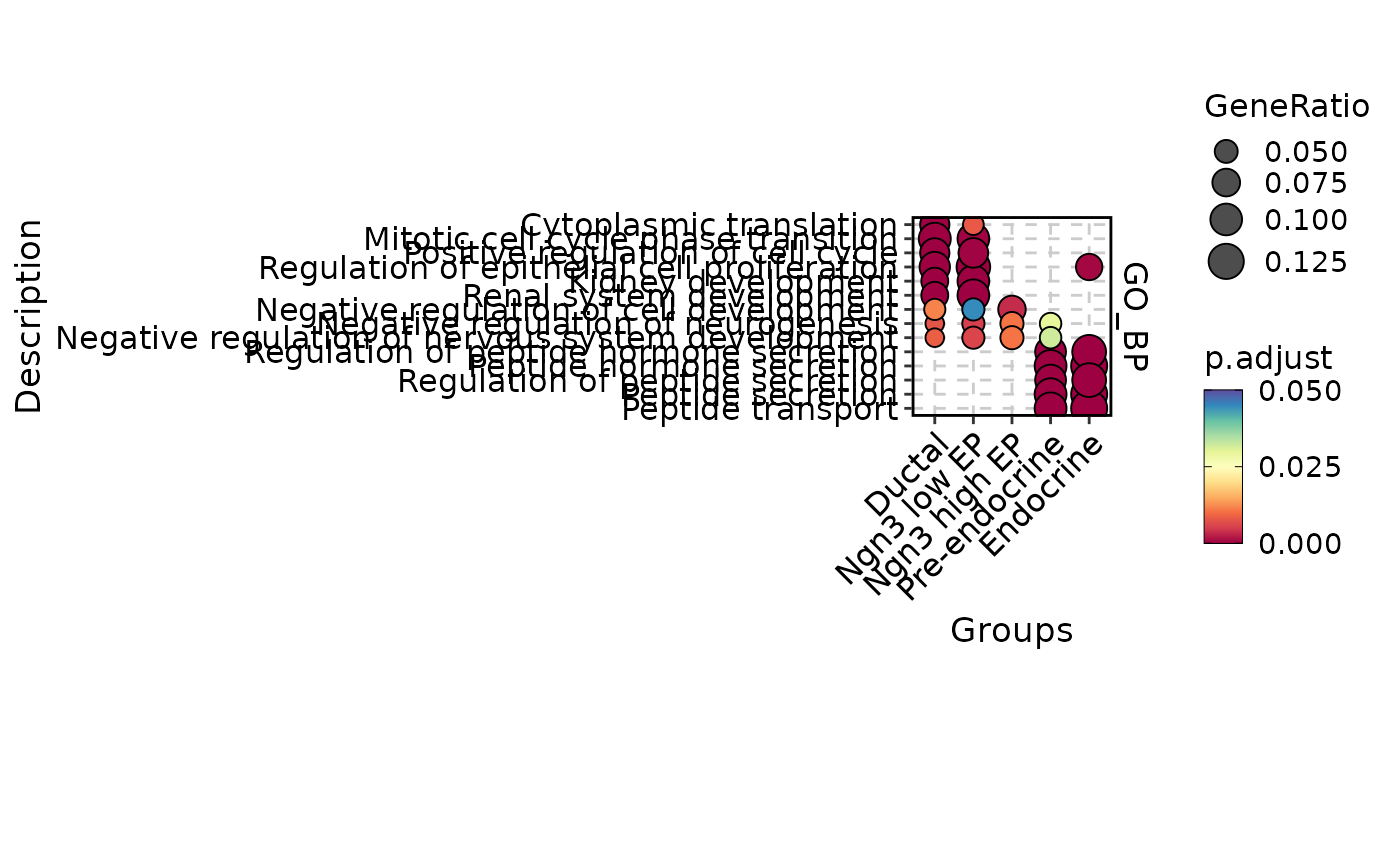 Description
Cytoplasmic translation
Mitotic cell cycle phase transition
Positive regulation of cell cycle
Regulation of epithelial cell proliferation
Kidney development
Renal system development
Negative regulation of cell development
Negative regulation of neurogenesis
Negative regulation of nervous system development
Regulation of peptide hormone secretion
Peptide hormone secretion
Regulation of peptide secretion
Peptide secretion
Peptide transport
GO_BP
Ductal
Ngn3 low EP
Ngn3 high EP
Pre-endocrine
Endocrine
Groups
GeneRatio
0.050
0.075
0.100
0.125
p.adjust
0.050
0.025
0.000